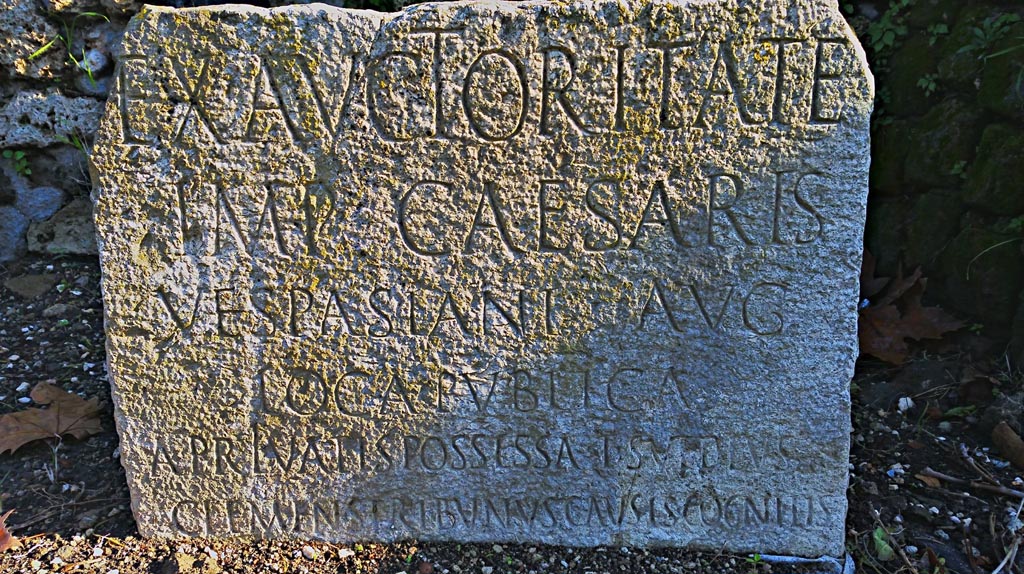 EX AVCTORITATE
IMP CAESARIS
VESPASIANI AVG
LOCA PVBLICA
A PRIVATIS POSSESSA T SVEDIVS
CLEMENS TRIBVNVS CAVSIS COGNITIS